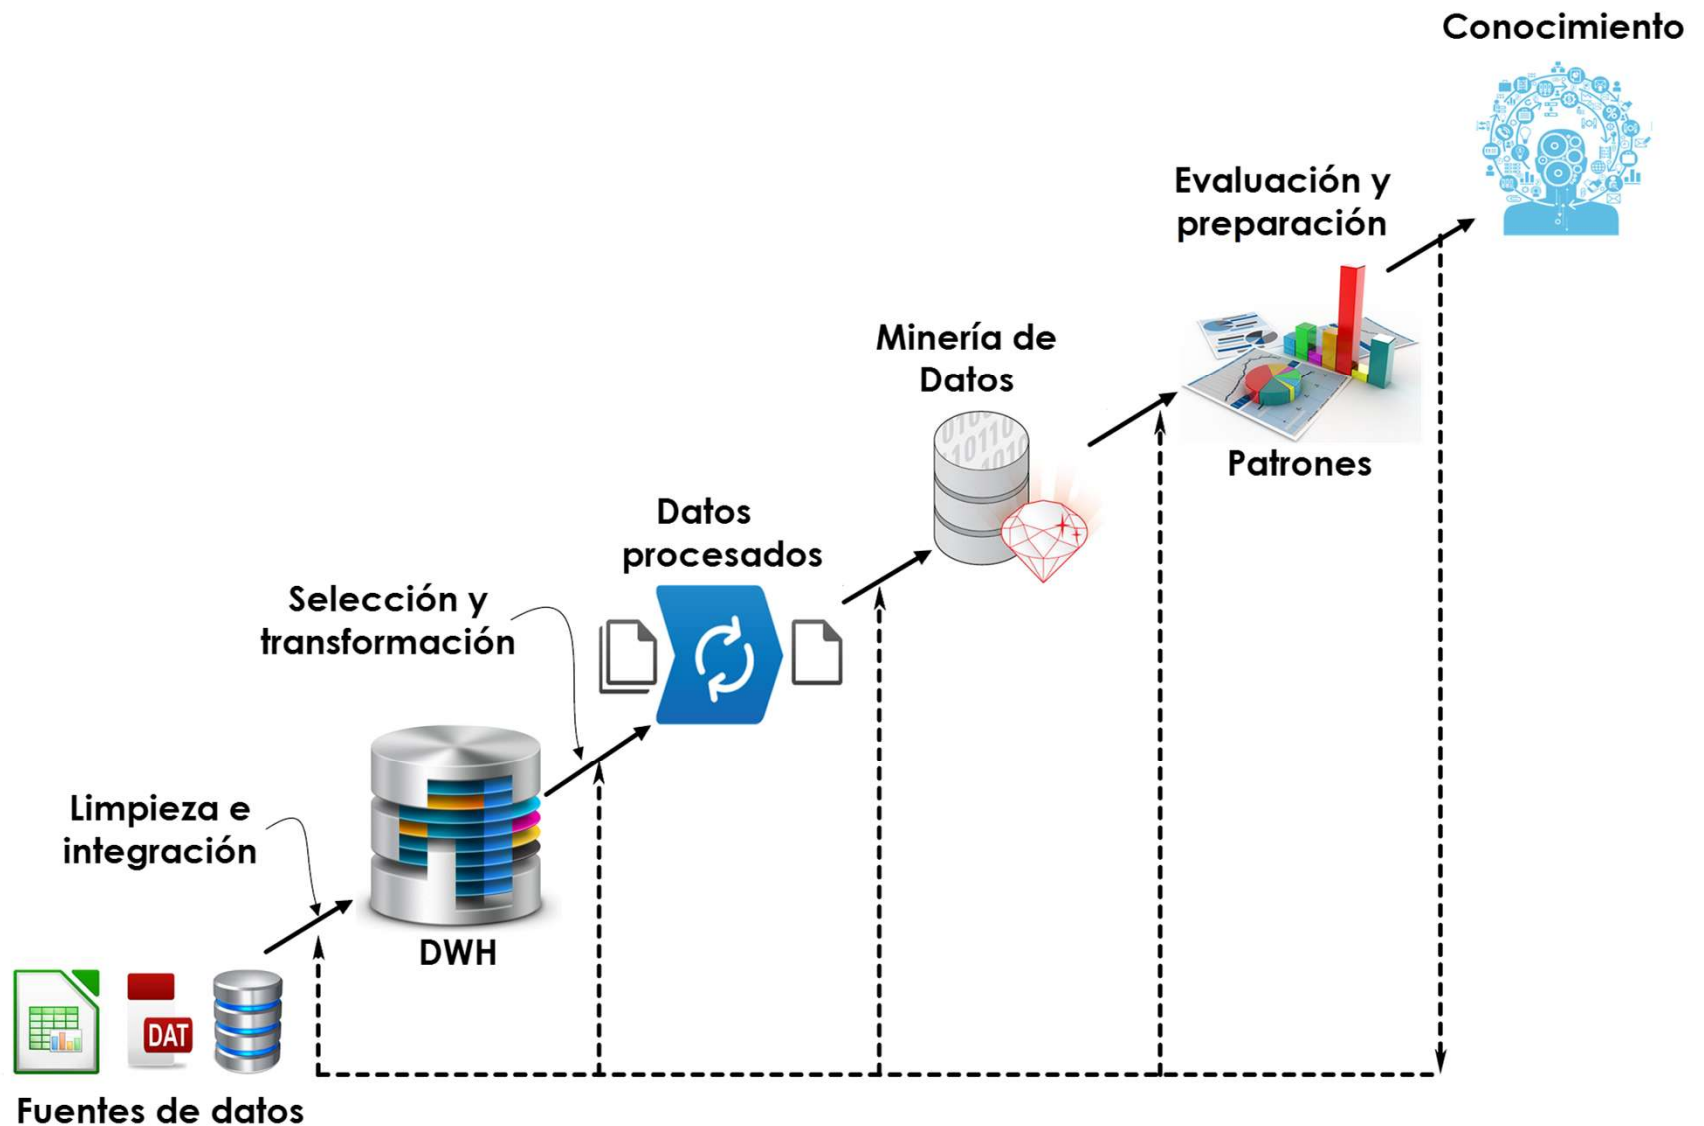 Conocimiento
Evaluación y
preparación
Minería de
Datos
Patrones
Datos
procesados
Selección y
transformación
Limpieza e
integración
DWH
DAT
Fuentes de datos